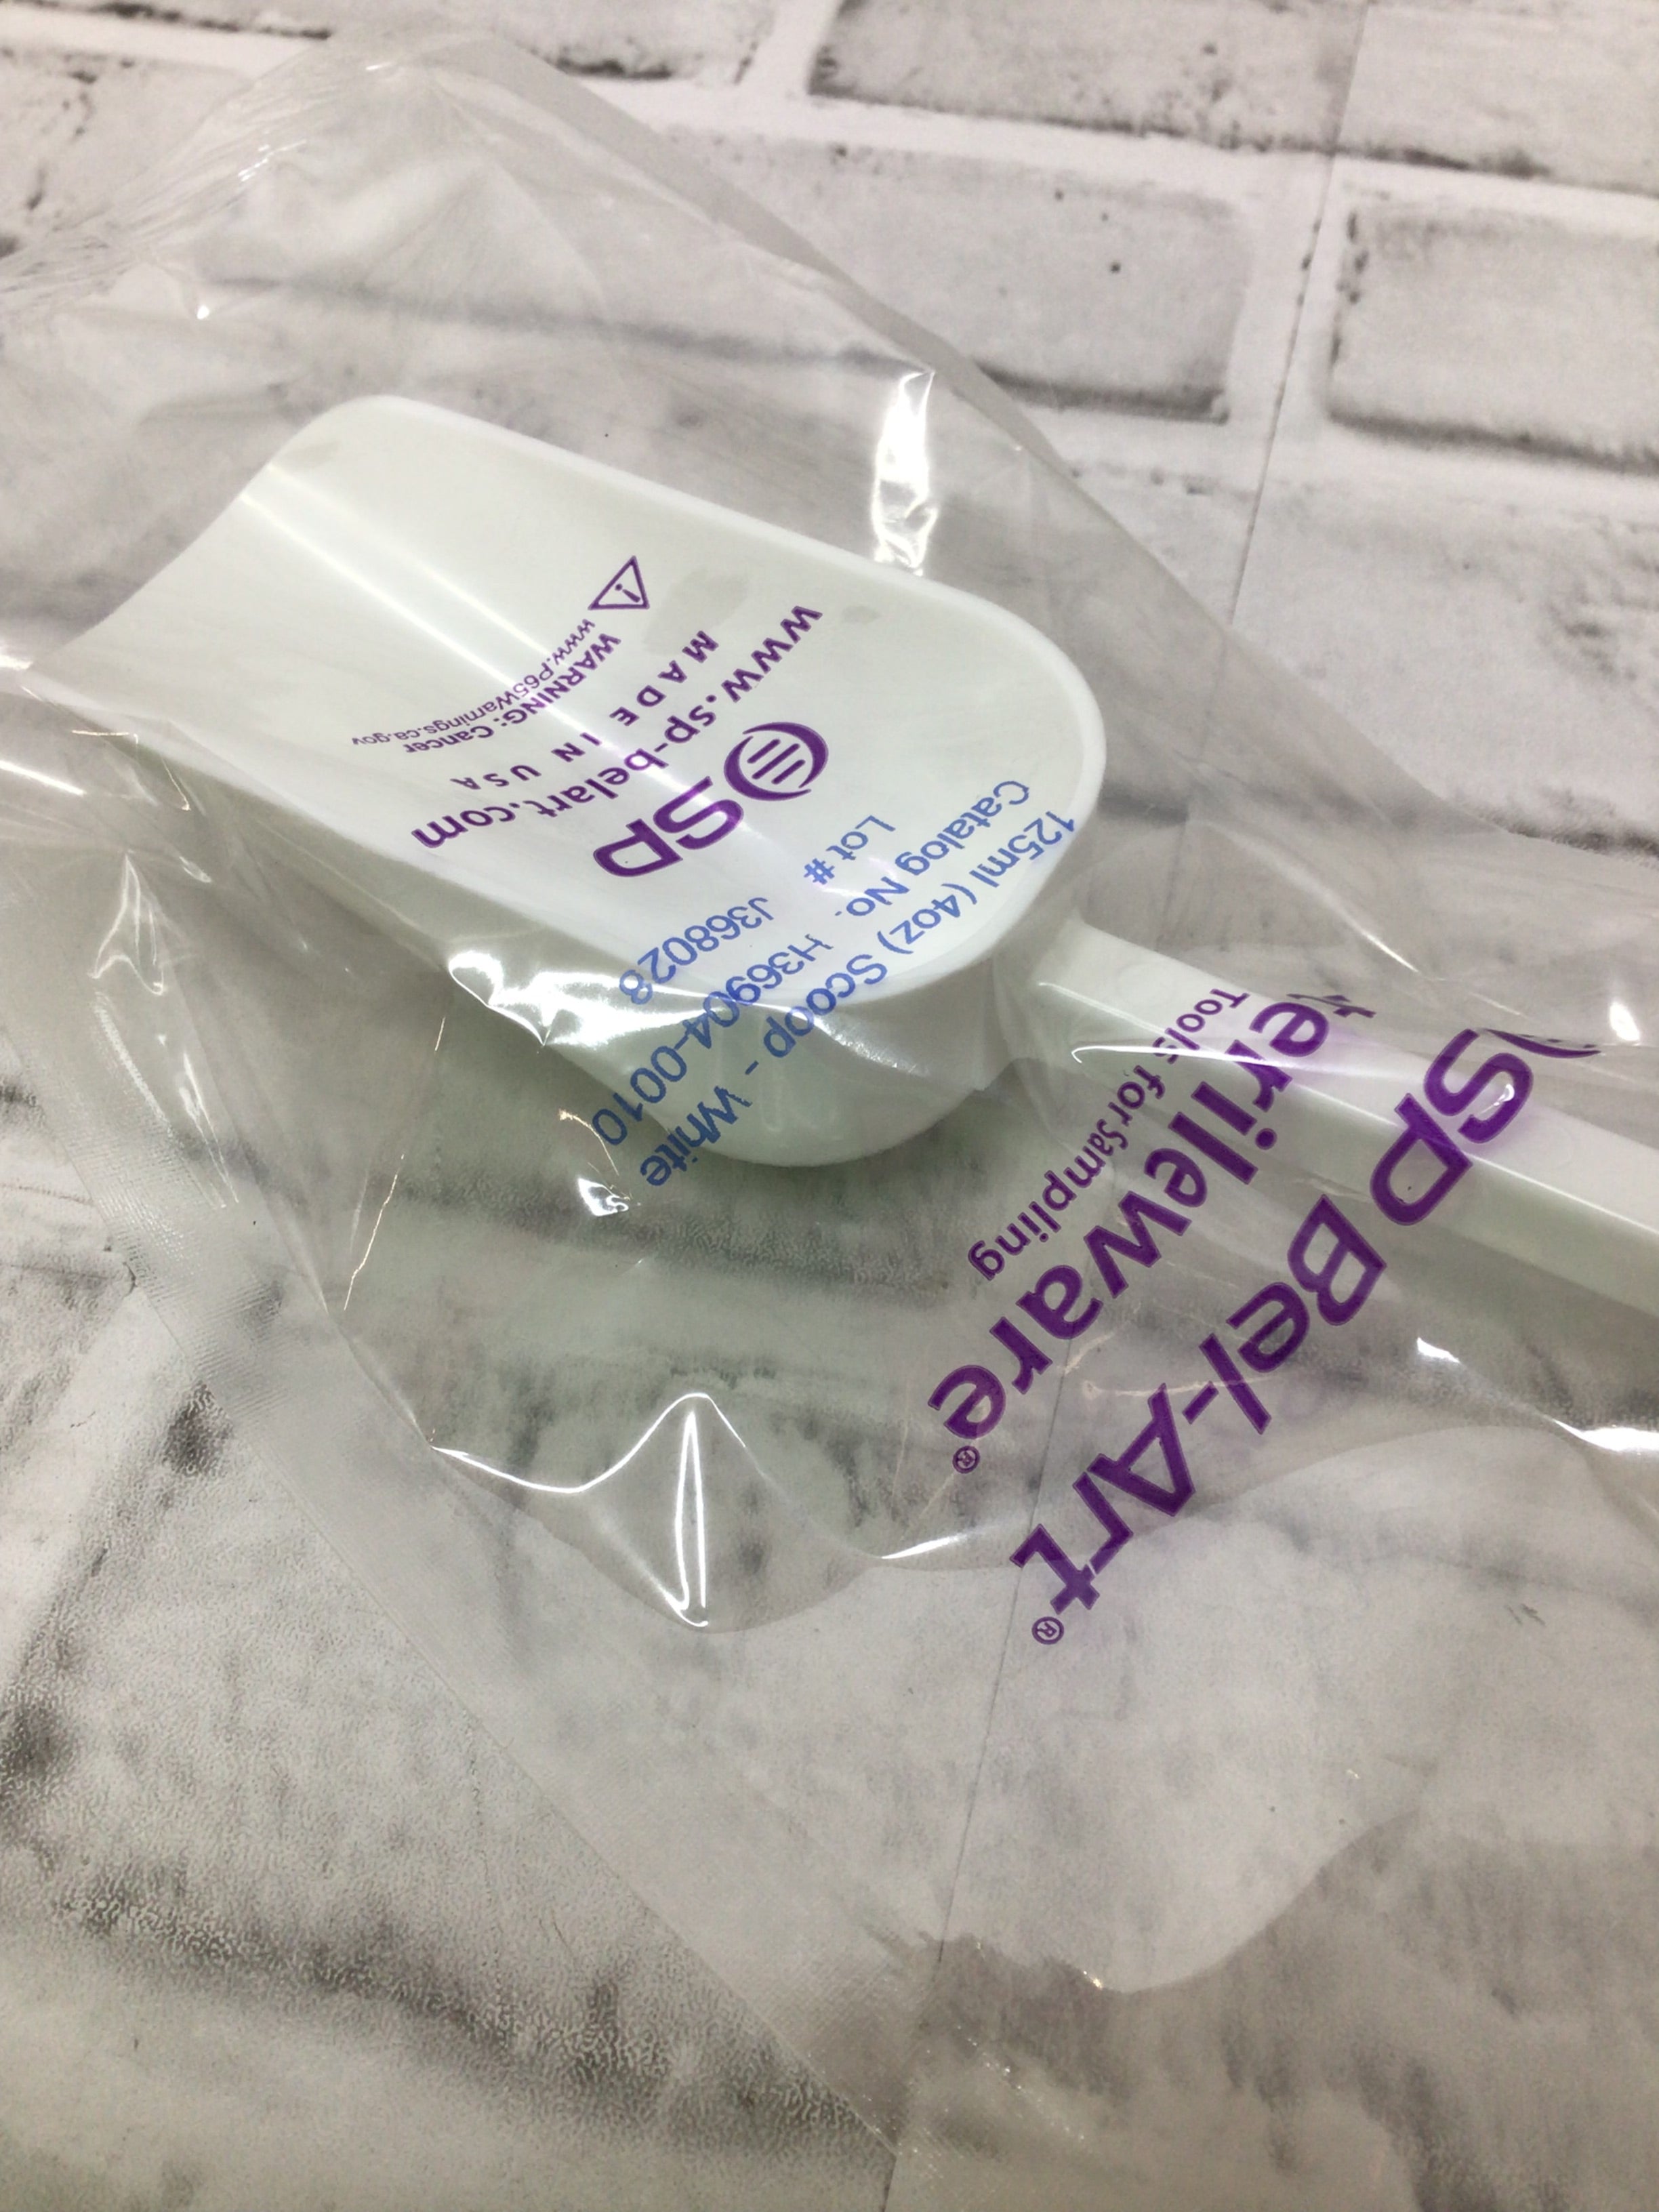 SP Bel-Art®
terileware®
Tools for Sampling
125ml (4oz) Scoop - White
Catalog No. H36904-0010
Lot # J368028
SP
www.sp-belart.com
MADE IN USA
WARNING: Cancer
www.P65Warnings.ca.gov